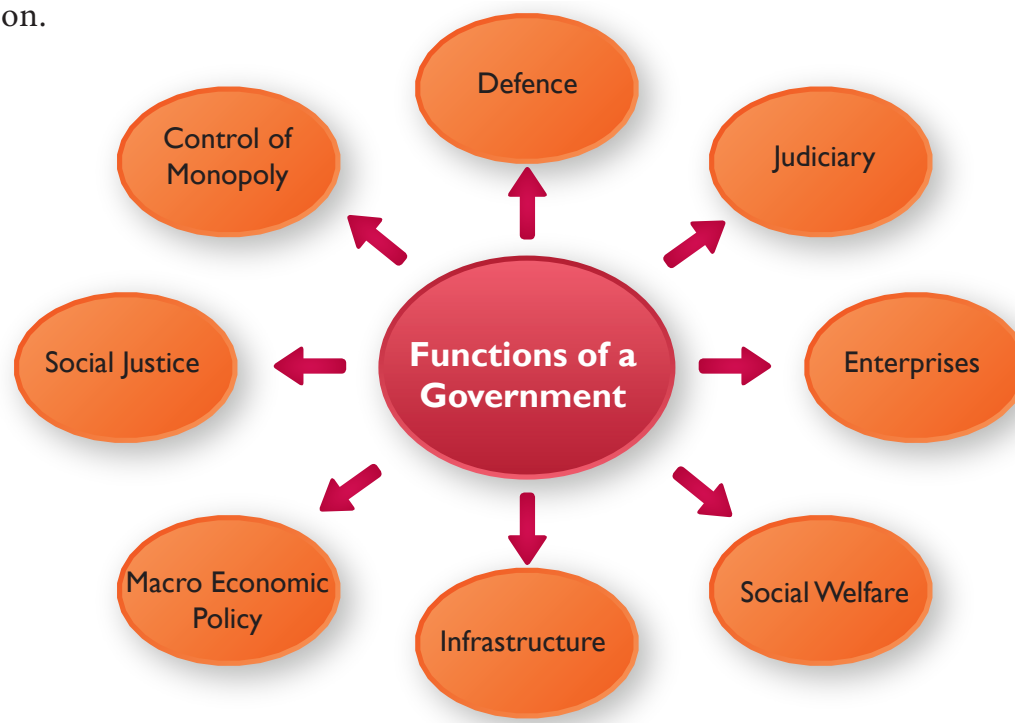 on.
Defence
Control of
Monopoly
Judiciary
Social Justice
Functions of a
Government
Enterprises
Macro Economic
Policy
Infrastructure
Social Welfare